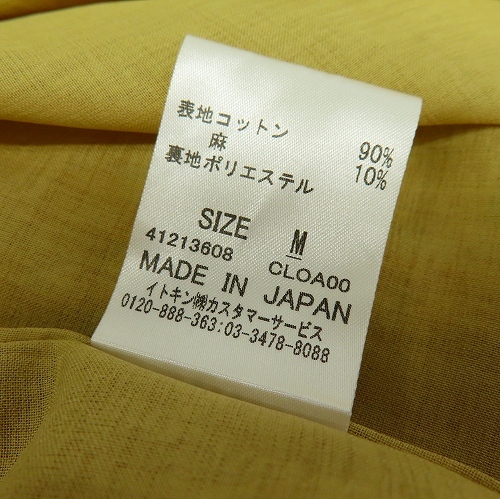 表地コットン 90%
麻 10%
裏地ポリエステル
SIZE M
41213608 CLOA00
MADE IN JAPAN
イトキン㈱カスタマーサービス
0120-888-363:03-3478-8088